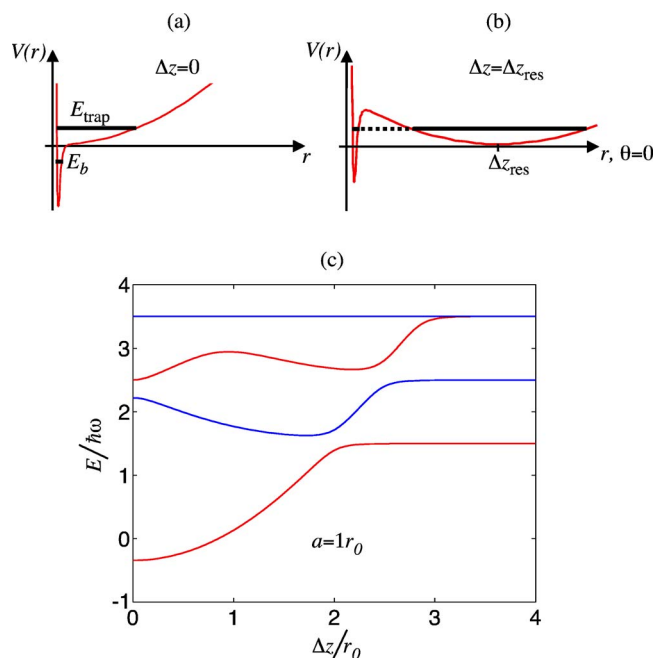 (a)
V(r)
Δz=0
E_trap
E_b
r
(b)
V(r)
Δz=Δz_res
Δz_res
r, θ=0
(c)
E/ħω
4
3
2
1
0
-1
a=1r_0
0
1
2
3
4
Δz/r_0